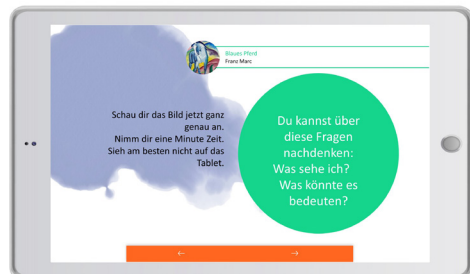 Blaues Pferd
Franz Marc
Schau dir das Bild jetzt ganz
genau an.
Nimm dir eine Minute Zeit.
Sieh am besten nicht auf das
Tablet.
Du kannst über
diese Fragen
nachdenken:
Was sehe ich?
Was könnte es
bedeuten?